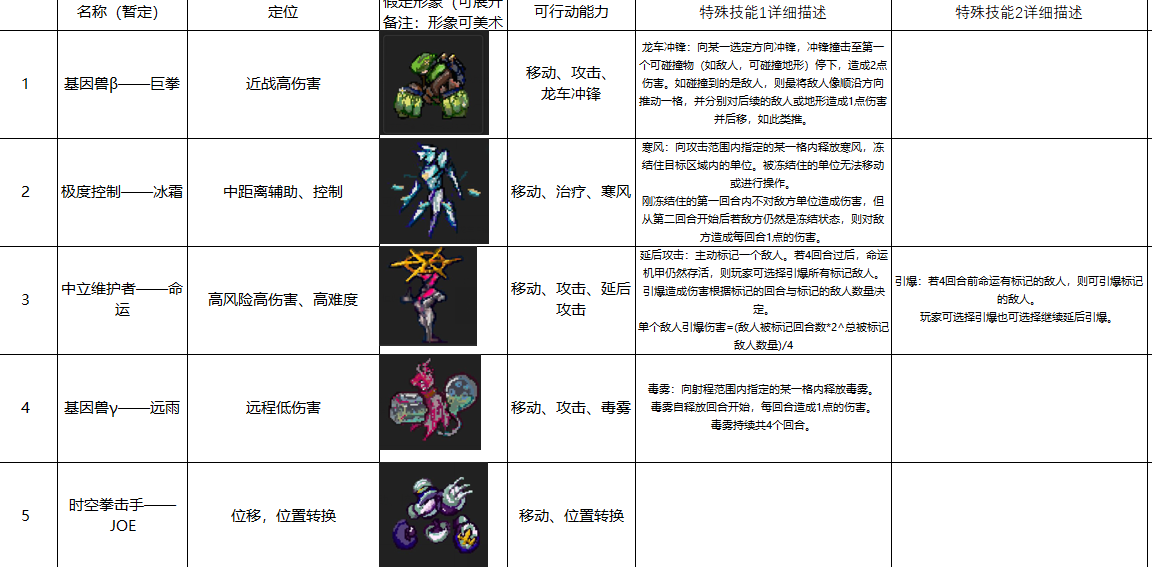 名称（暂定）
定位
假定形象（可展开
备注：形象可美术
可行动能力
特殊技能1详细描述
特殊技能2详细描述
1
基因兽β——巨拳
近战高伤害
移动、攻击、
龙车冲锋
龙车冲锋：向某一选定方向冲锋，冲锋撞击至第一
个可碰撞物（如敌人，可碰撞地形）停下，造成2点
伤害。如碰撞到的是敌人，则最将敌人像顺沿方向
推动一格，并分别对后续的敌人或地形造成1点伤害
并后移，如此类推。
2
极度控制——冰霜
中距离辅助、控制
移动、治疗、寒风
寒风：向攻击范围内指定的某一格内释放寒风，冻
结住目标区域内的单位。被冻结住的单位无法移动
或进行操作。
刚冻结住的第一回合内不对敌方单位造成伤害，但
从第二回合开始后若敌方仍然是冻结状态，则对敌
方造成每回合1点的伤害。
3
中立维护者——命
运
高风险高伤害、高难度
移动、攻击、延后
攻击
延后攻击：主动标记一个敌人。若4回合过后，命运
机甲仍然存活，则玩家可选择引爆所有标记敌人。
引爆造成伤害根据标记的回合与标记的敌人数量决
定。
单个敌人引爆伤害=(敌人被标记回合数*2^总被标记
敌人数量)/4
引爆：若4回合前命运有标记的敌人，则可引爆标记
的敌人。
玩家可选择引爆也可选择继续延后引爆。
4
基因兽γ——远雨
远程低伤害
移动、攻击、毒雾
毒雾：向射程范围内指定的某一格内释放毒雾。
毒雾自释放回合开始，每回合造成1点的伤害。
毒雾持续共4个回合。
5
时空拳击手——
JOE
位移，位置转换
移动、位置转换